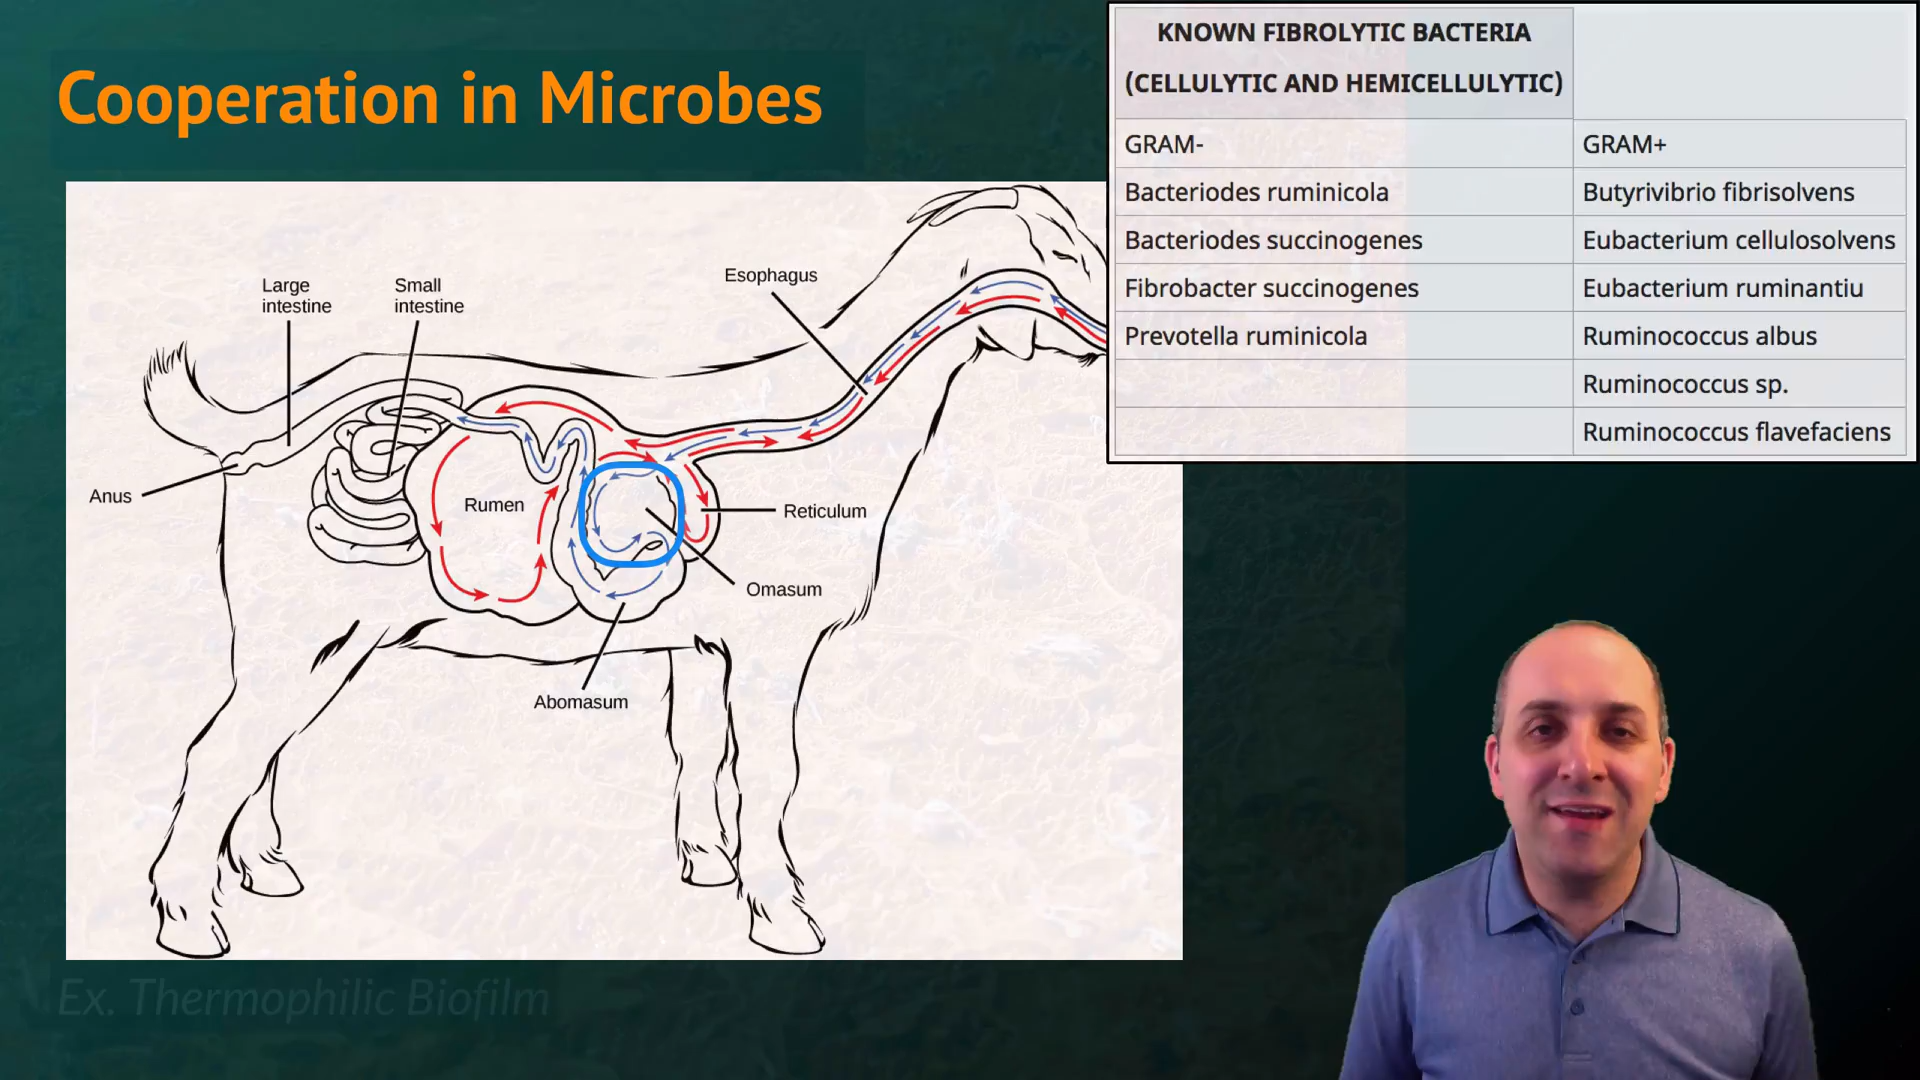 Cooperation in Microbes
KNOWN FIBROLYTIC BACTERIA
(CELLULYTIC AND HEMICELLULYTIC)
GRAM- GRAM+
Bacteriodes ruminicola Butyrivibrio fibrisolvens
Bacteriodes succinogenes Eubacterium cellulosolvens
Fibrobacter succinogenes Eubacterium ruminantiu
Prevotella ruminicola Ruminococcus albus
Ruminococcus sp.
Ruminococcus flavefaciens
Large
intestine
Small
intestine
Esophagus
Anus
Rumen
Reticulum
Omasum
Abomasum
Ex. Thermophilic Biofilm